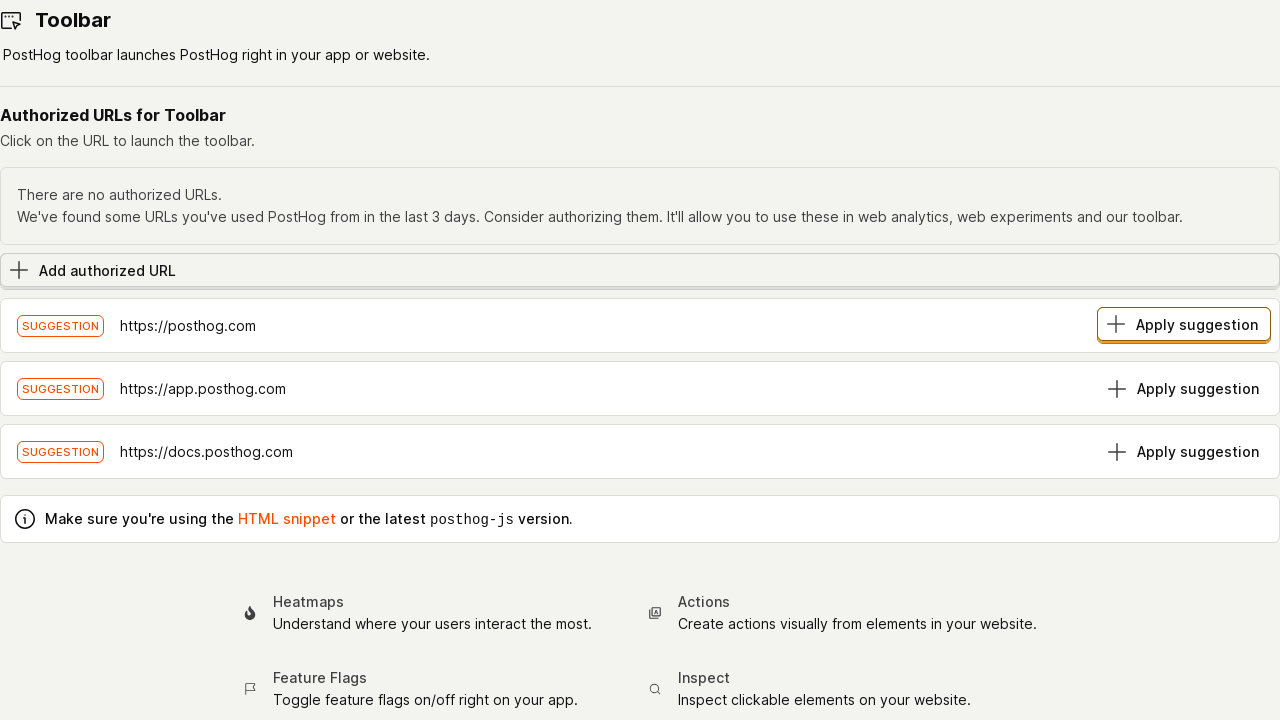 Toolbar
PostHog toolbar launches PostHog right in your app or website.
Authorized URLs for Toolbar
Click on the URL to launch the toolbar.
There are no authorized URLs.
We've found some URLs you've used PostHog from in the last 3 days. Consider authorizing them. It'll allow you to use these in web analytics, web experiments and our toolbar.
Add authorized URL
SUGGESTION https://posthog.com Apply suggestion
SUGGESTION https://app.posthog.com Apply suggestion
SUGGESTION https://docs.posthog.com Apply suggestion
Make sure you're using the HTML snippet or the latest posthog-js version.
Heatmaps
Understand where your users interact the most.
Actions
Create actions visually from elements in your website.
Feature Flags
Toggle feature flags on/off right on your app.
Inspect
Inspect clickable elements on your website.